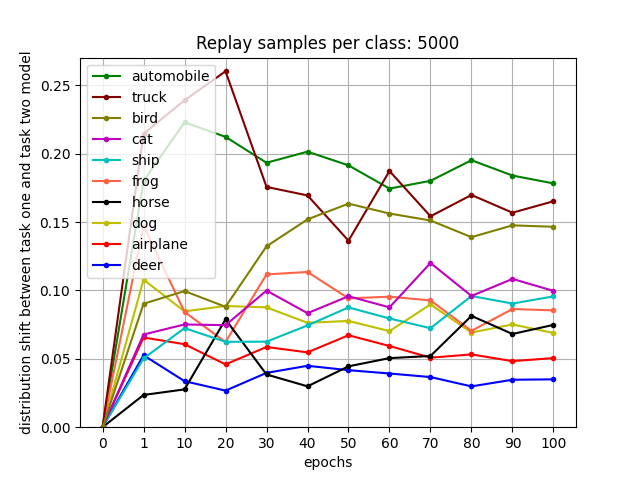 Replay samples per class: 5000
distribution shift between task one and task two model
0.25
0.20
0.15
0.10
0.05
0.00
automobile
truck
bird
cat
ship
frog
horse
dog
airplane
deer
0 1 10 20 30 40 50 60 70 80 90 100
epochs